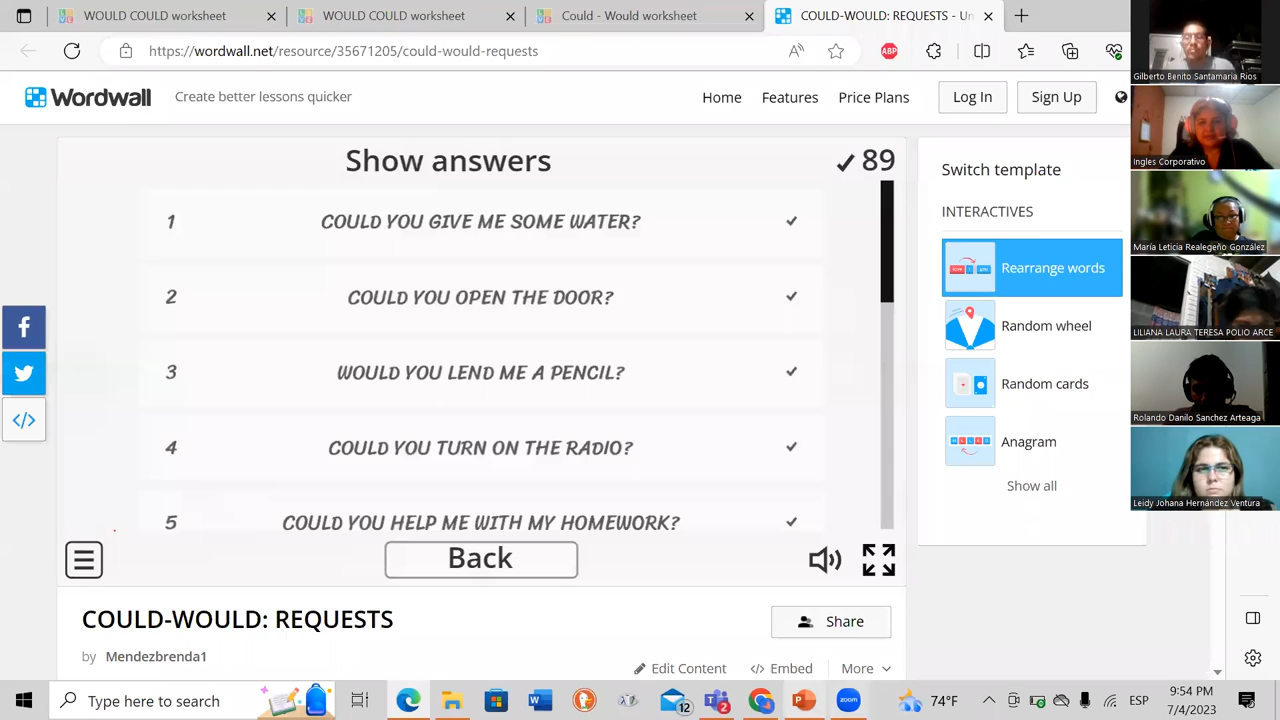 WOULD COULD worksheet
WOULD COULD worksheet
Could - Would worksheet
COULD-WOULD: REQUESTS - Un
https://wordwall.net/resource/35671205/could-would-requests
ABP
Wordwall
Create better lessons quicker
Home
Features
Price Plans
Log In
Sign Up
Show answers
89
1 COULD YOU GIVE ME SOME WATER?
2 COULD YOU OPEN THE DOOR?
3 WOULD YOU LEND ME A PENCIL?
4 COULD YOU TURN ON THE RADIO?
5 COULD YOU HELP ME WITH MY HOMEWORK?
Back
Switch template
INTERACTIVES
Rearrange words
Random wheel
Random cards
Anagram
Show all
COULD-WOULD: REQUESTS
Share
by Mendezbrenda1
Edit Content
Embed
More
Gilberto Benito Santamaria Rios
Ingles Corporativo
María Leticia Realegeño González
LILIANA LAURA TERESA POLIO ARCE
Rolando Danilo Sanchez Arteaga
Leidy Johana Hernández Ventura
Type here to search
12
2
zoom
74°F
ESP
9:54 PM
7/4/2023